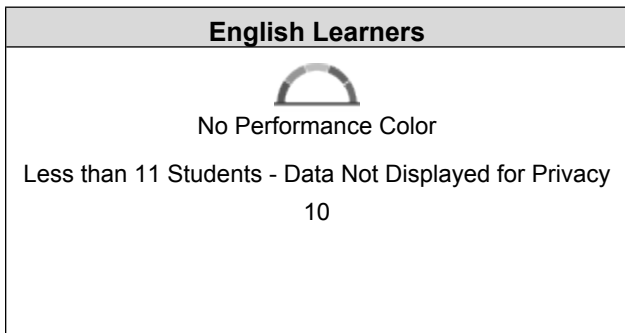 English Learners
No Performance Color
Less than 11 Students - Data Not Displayed for Privacy
10